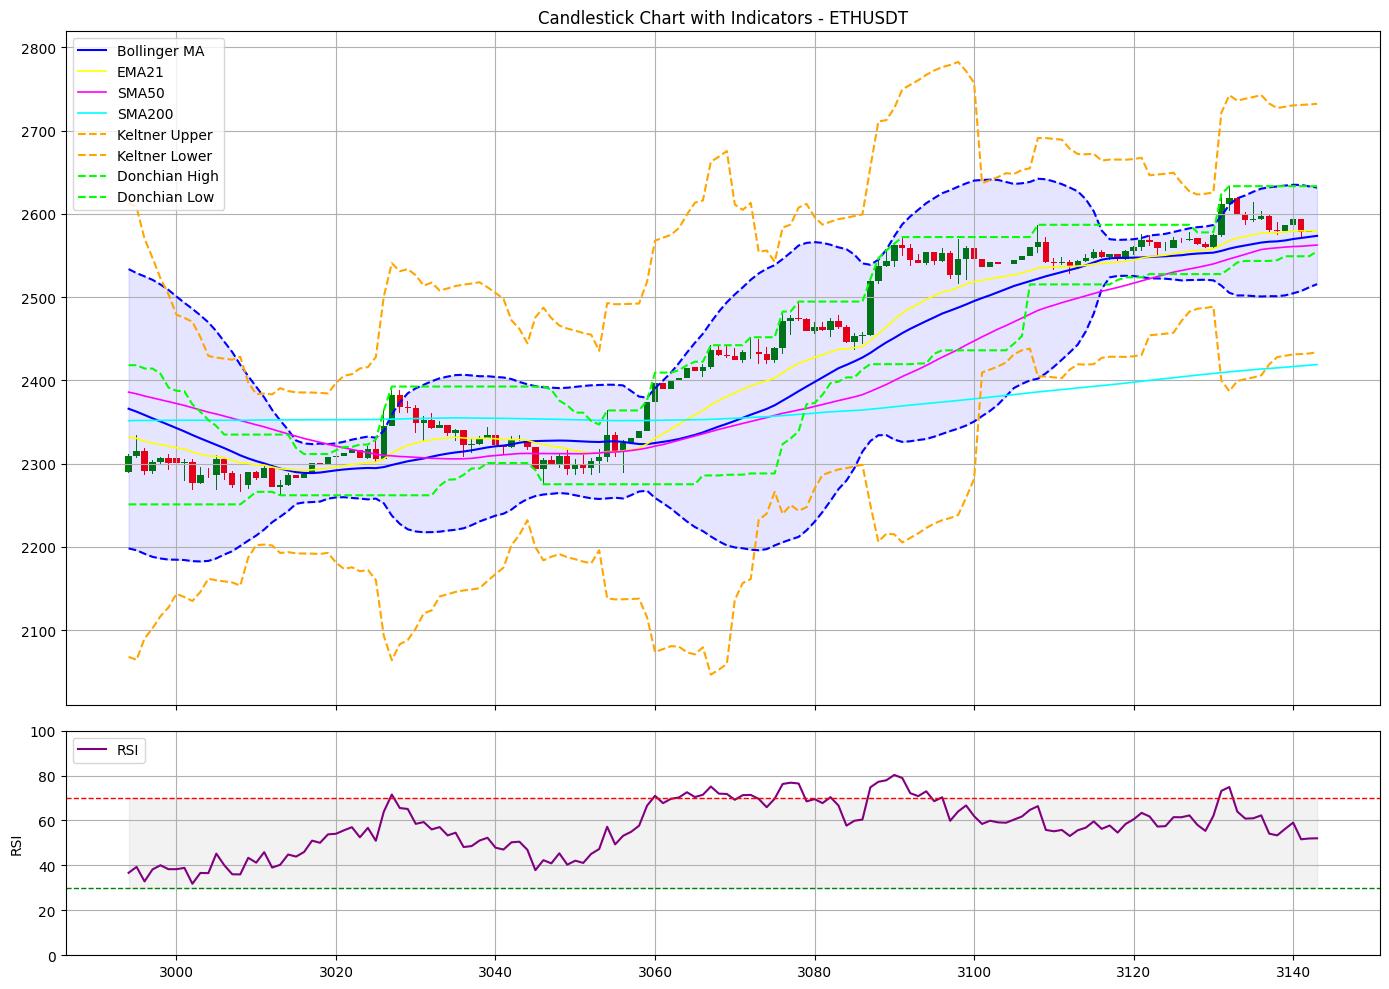 Candlestick Chart with Indicators - ETHUSDT
2800
2700
2600
2500
2400
2300
2200
2100
Bollinger MA
EMA21
SMA50
SMA200
Keltner Upper
Keltner Lower
Donchian High
Donchian Low
100
80
60
40
20
0
RSI
RSI
3000
3020
3040
3060
3080
3100
3120
3140